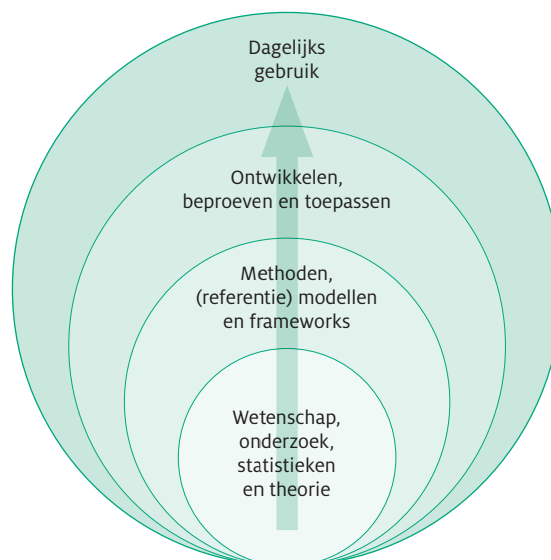 Dagelijks
gebruik
Ontwikkelen,
beproeven en toepassen
Methoden,
(referentie) modellen
en frameworks
Wetenschap,
onderzoek,
statistieken
en theorie